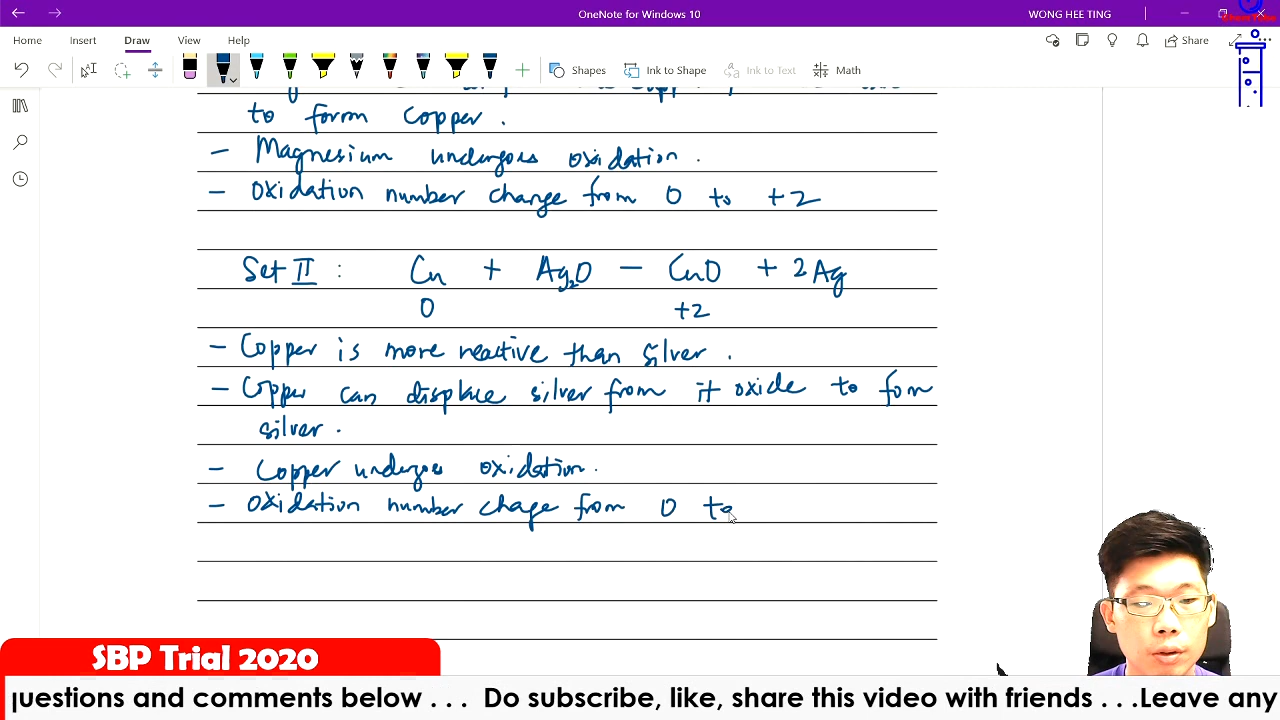 OneNote for Windows 10
WONG HEE TING
Home Insert Draw View Help
Share
Shapes Ink to Shape Ink to Text Math
to form copper.
- Magnesium undergoes oxidation.
- Oxidation number change from 0 to +2
Set II : Cu + Ag2O – CuO + 2Ag
0 +2
- Copper is more reactive than silver.
- Copper can displace silver from it oxide to form
silver.
- Copper undergoes oxidation.
- Oxidation number chage from 0 to
SBP Trial 2020
uestions and comments below . . . Do subscribe, like, share this video with friends . . .Leave any